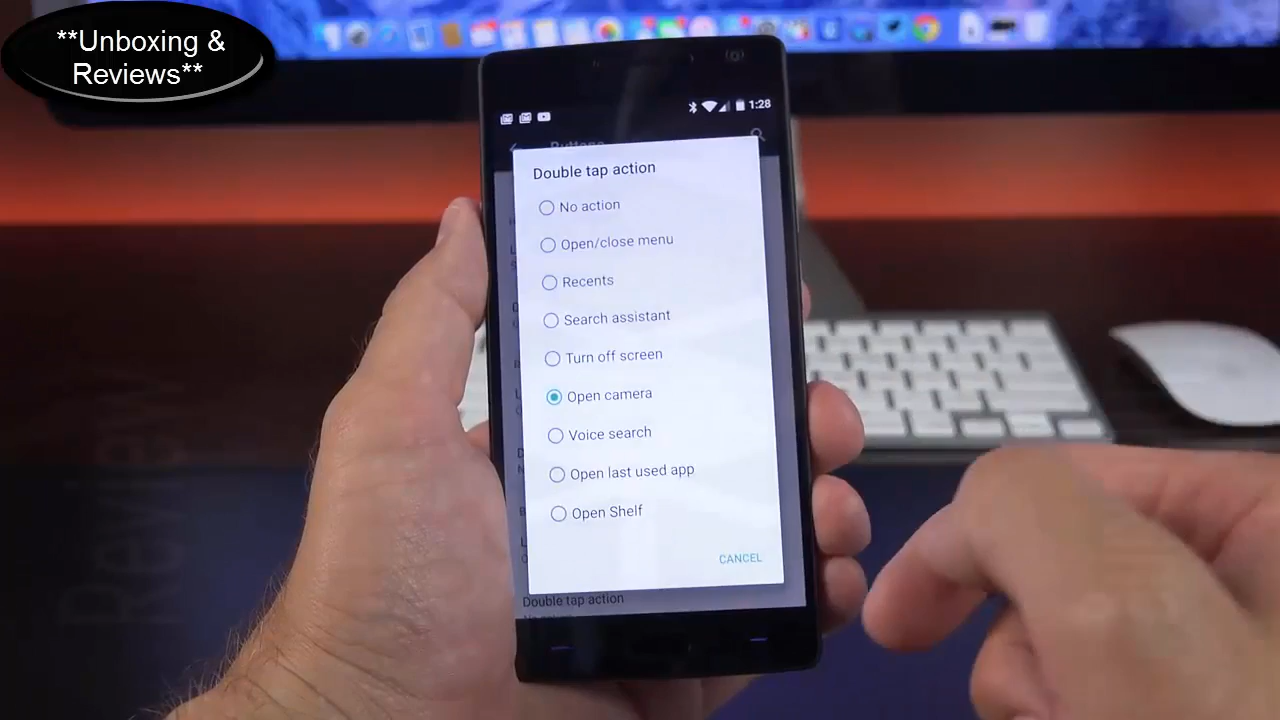 **Unboxing &
Reviews**
1:28
Buttons
Double tap action
No action
Open/close menu
Recents
Search assistant
Turn off screen
Open camera
Voice search
Open last used app
Open Shelf
CANCEL
Double tap action
Review